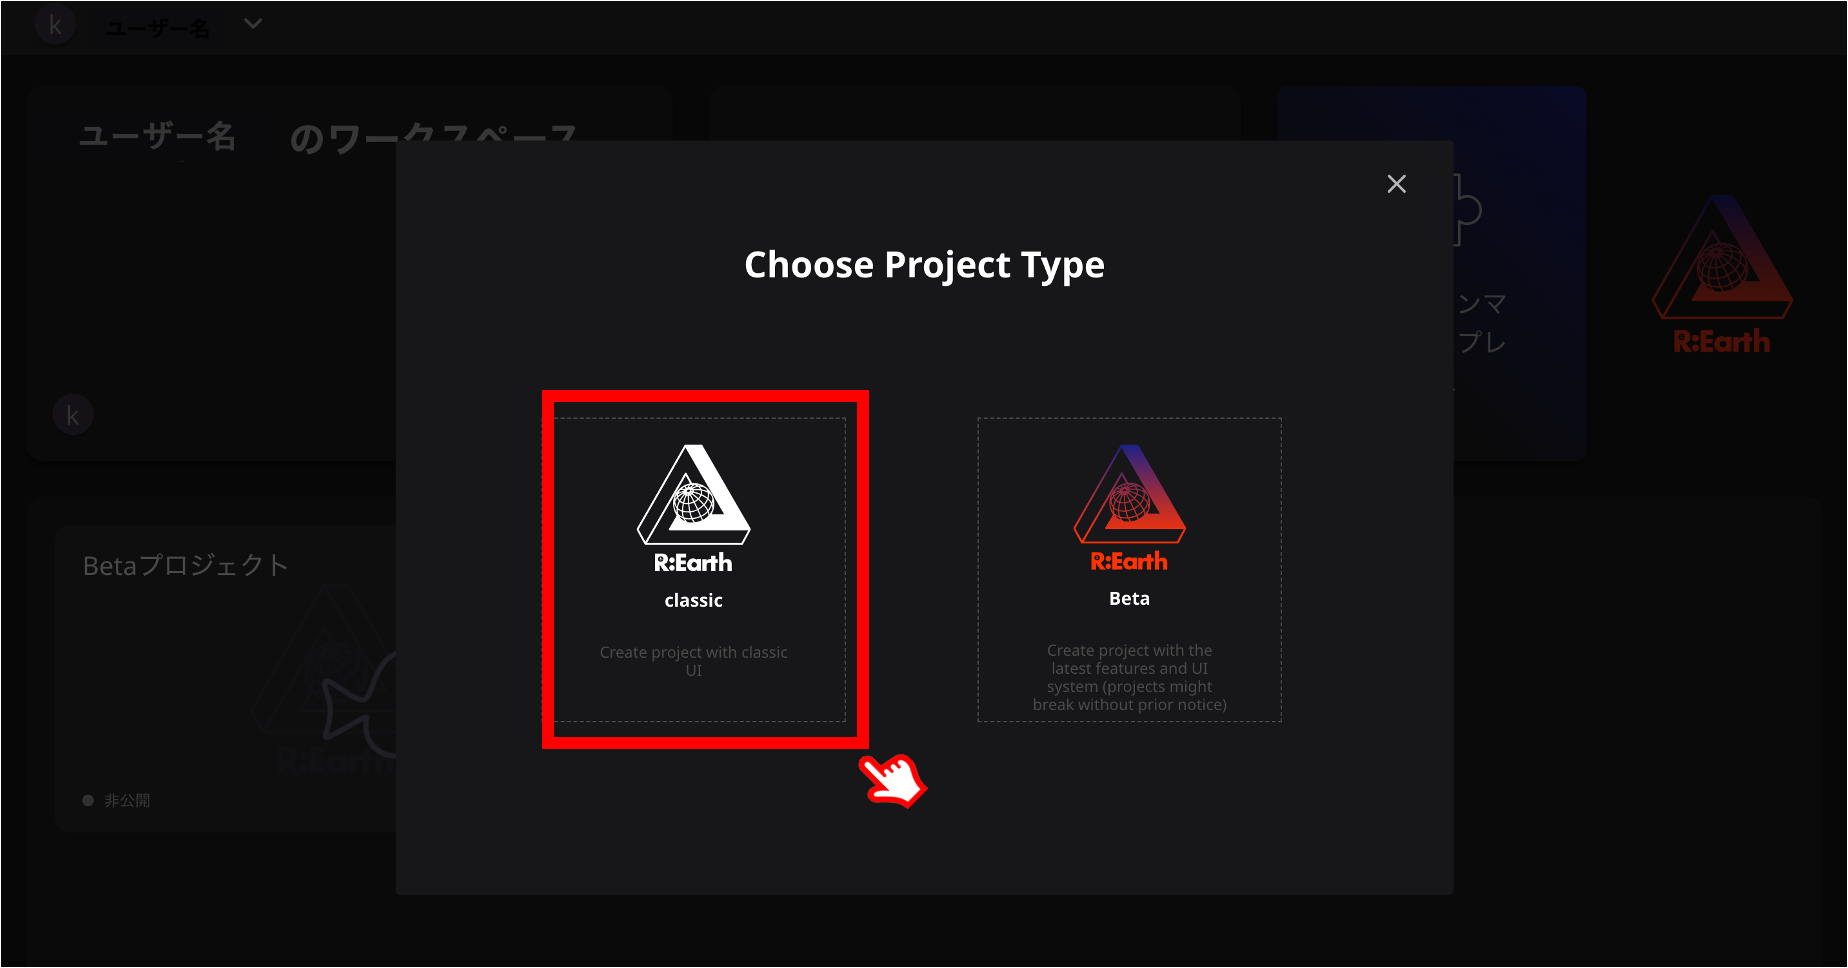 k ユーザー名
ユーザー名 のワークスペース
Choose Project Type
ンマ
プレ
R:Earth
k
R:Earth
classic
Create project with classic
UI
R:Earth
Beta
Create project with the
latest features and UI
system (projects might
break without prior notice)
Betaプロジェクト
R:Earth
非公開